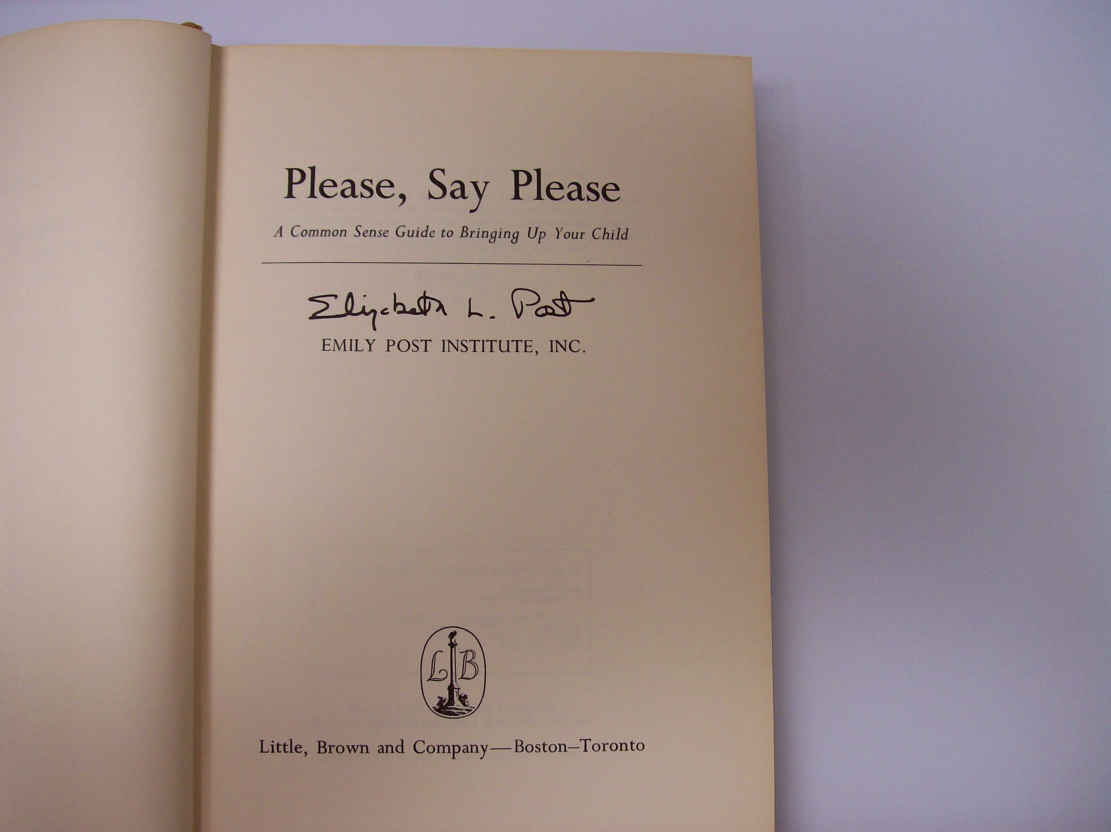 Please, Say Please
A Common Sense Guide to Bringing Up Your Child
Elizabeth L. Post
EMILY POST INSTITUTE, INC.
L B
Little, Brown and Company—Boston–Toronto